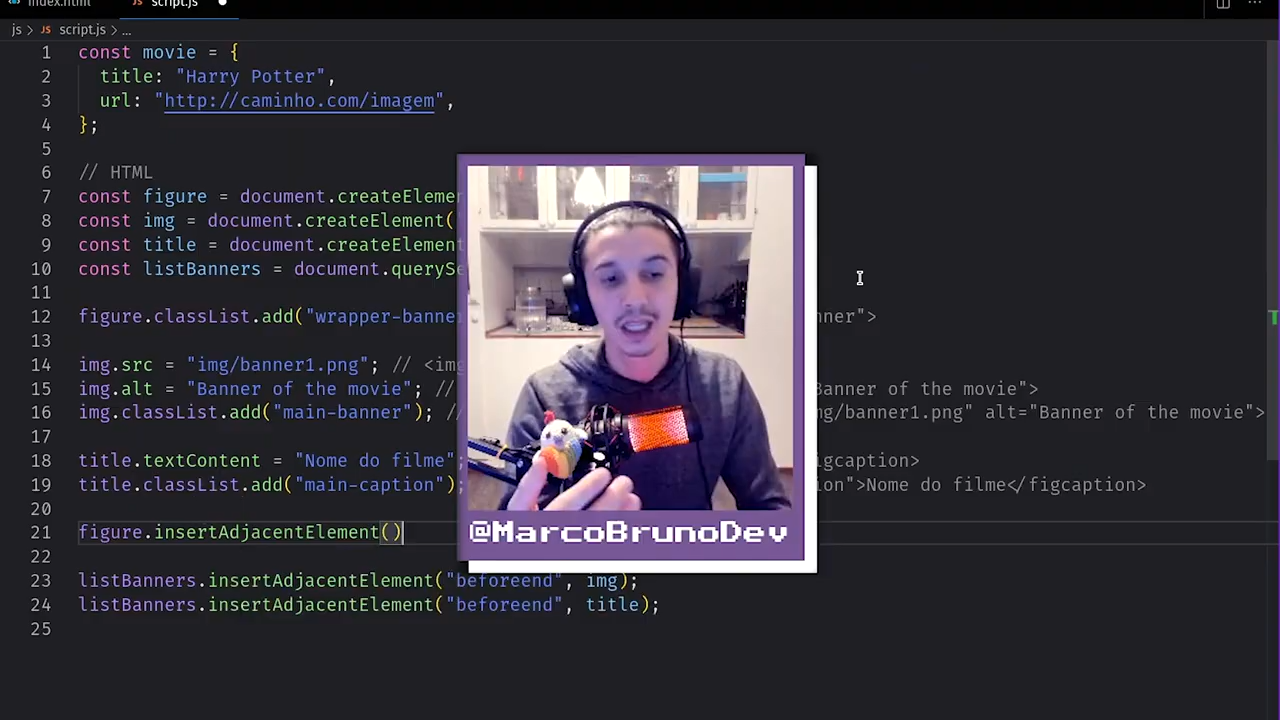 index.html JS script.js
js > JS script.js > ...
1 const movie = {
2 title: "Harry Potter",
3 url: "http://caminho.com/imagem",
4 };
5
6 // HTML
7 const figure = document.createElemen
8 const img = document.createElement(
9 const title = document.createElement
10 const listBanners = document.querySe
11
12 figure.classList.add("wrapper-banne nner">
13
14 img.src = "img/banner1.png"; // <img
15 img.alt = "Banner of the movie"; // Banner of the movie">
16 img.classList.add("main-banner"); // mg/banner1.png" alt="Banner of the movie">
17
18 title.textContent = "Nome do filme"; igcaption>
19 title.classList.add("main-caption"); ion">Nome do filme</figcaption>
20
21 figure.insertAdjacentElement()
22
23 listBanners.insertAdjacentElement("beforeend", img);
24 listBanners.insertAdjacentElement("beforeend", title);
25
@MarcoBrunoDev